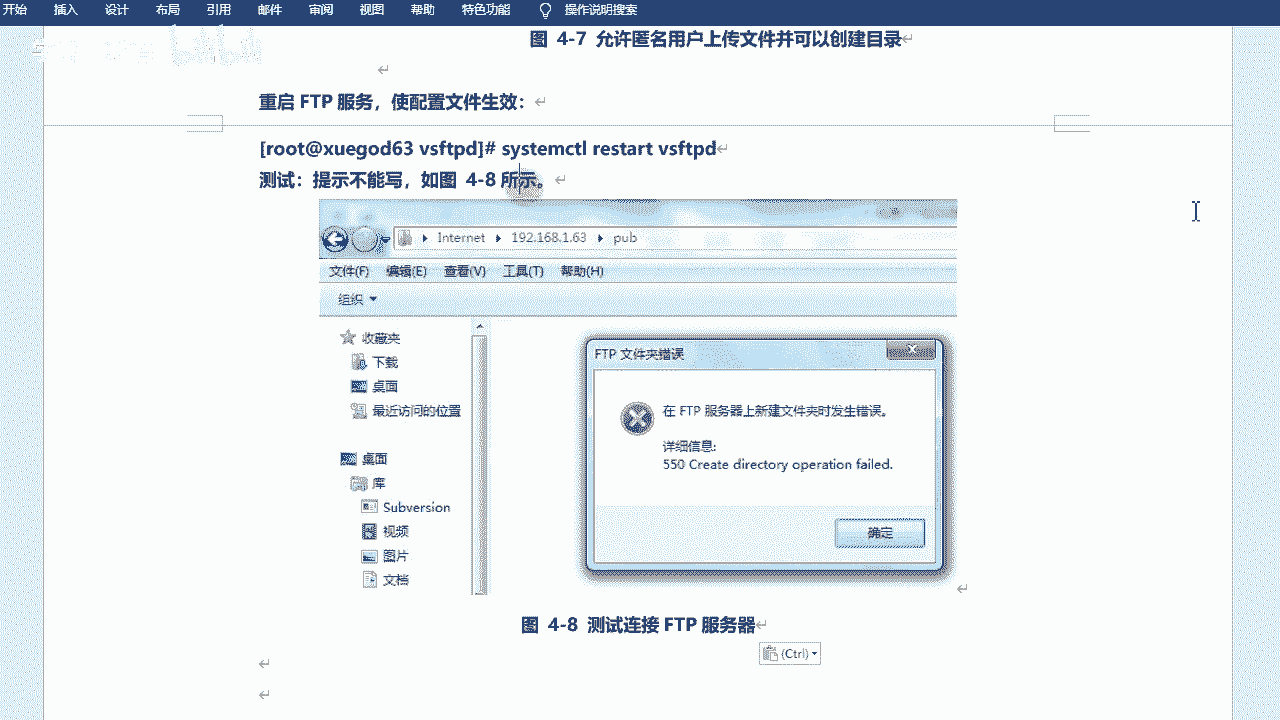 开始 插入 设计 布局 引用 邮件 审阅 视图 帮助 特色功能 操作说明搜索
图 4-7 允许匿名用户上传文件并可以创建目录
重启 FTP 服务，使配置文件生效：
[root@xuegod63 vsftpd]# systemctl restart vsftpd
测试：提示不能写，如图 4-8 所示。
Internet 192.168.1.63 pub
文件(F) 编辑(E) 查看(V) 工具(T) 帮助(H)
组织
收藏夹
下载
桌面
最近访问的位置
桌面
库
Subversion
视频
图片
文档
FTP 文件夹错误
在 FTP 服务器上新建文件夹时发生错误。
详细信息:
550 Create directory operation failed.
确定
图 4-8 测试连接 FTP 服务器
(Ctrl)